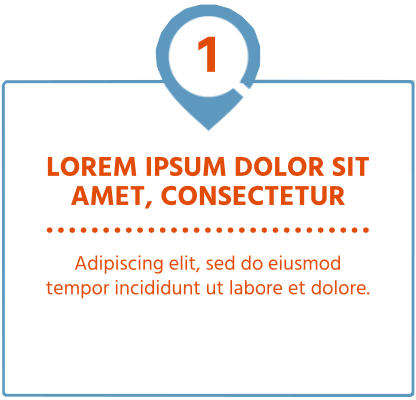 1
LOREM IPSUM DOLOR SIT
AMET, CONSECTETUR
Adipiscing elit, sed do eiusmod
tempor incididunt ut labore et dolore.